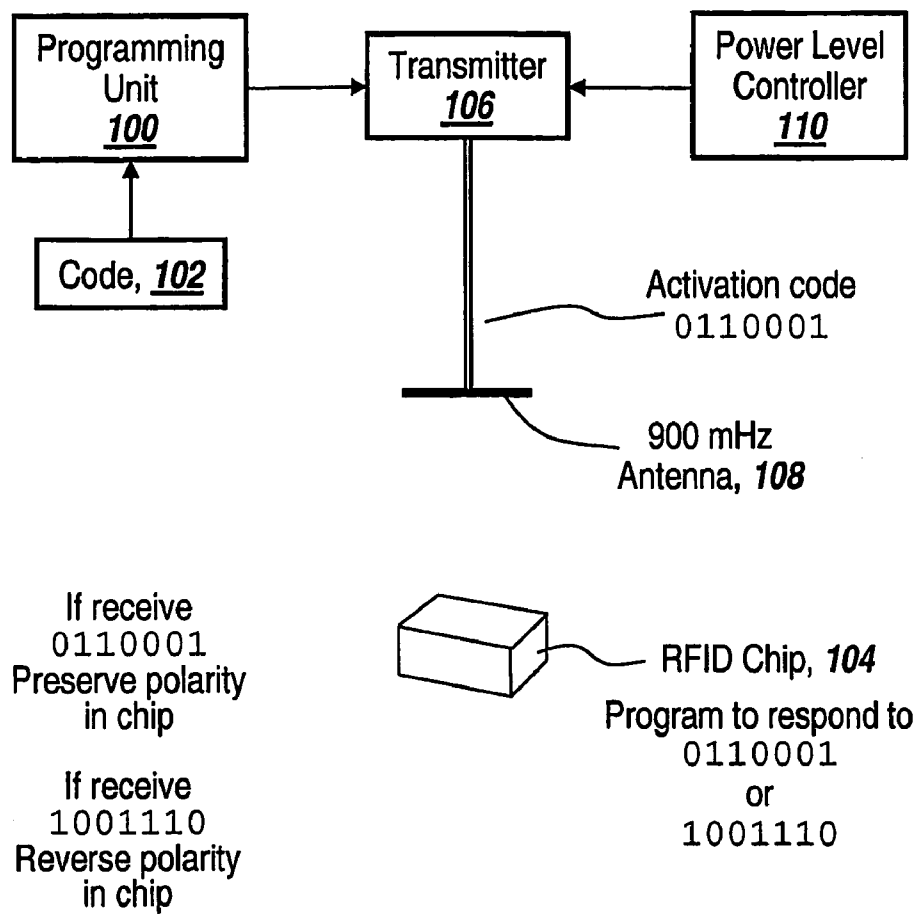 Programming
Unit
100
Transmitter
106
Power Level
Controller
110
Code, 102
Activation code
0110001
900 mHz
Antenna, 108
If receive
0110001
Preserve polarity
in chip
If receive
1001110
Reverse polarity
in chip
RFID Chip, 104
Program to respond to
0110001
or
1001110